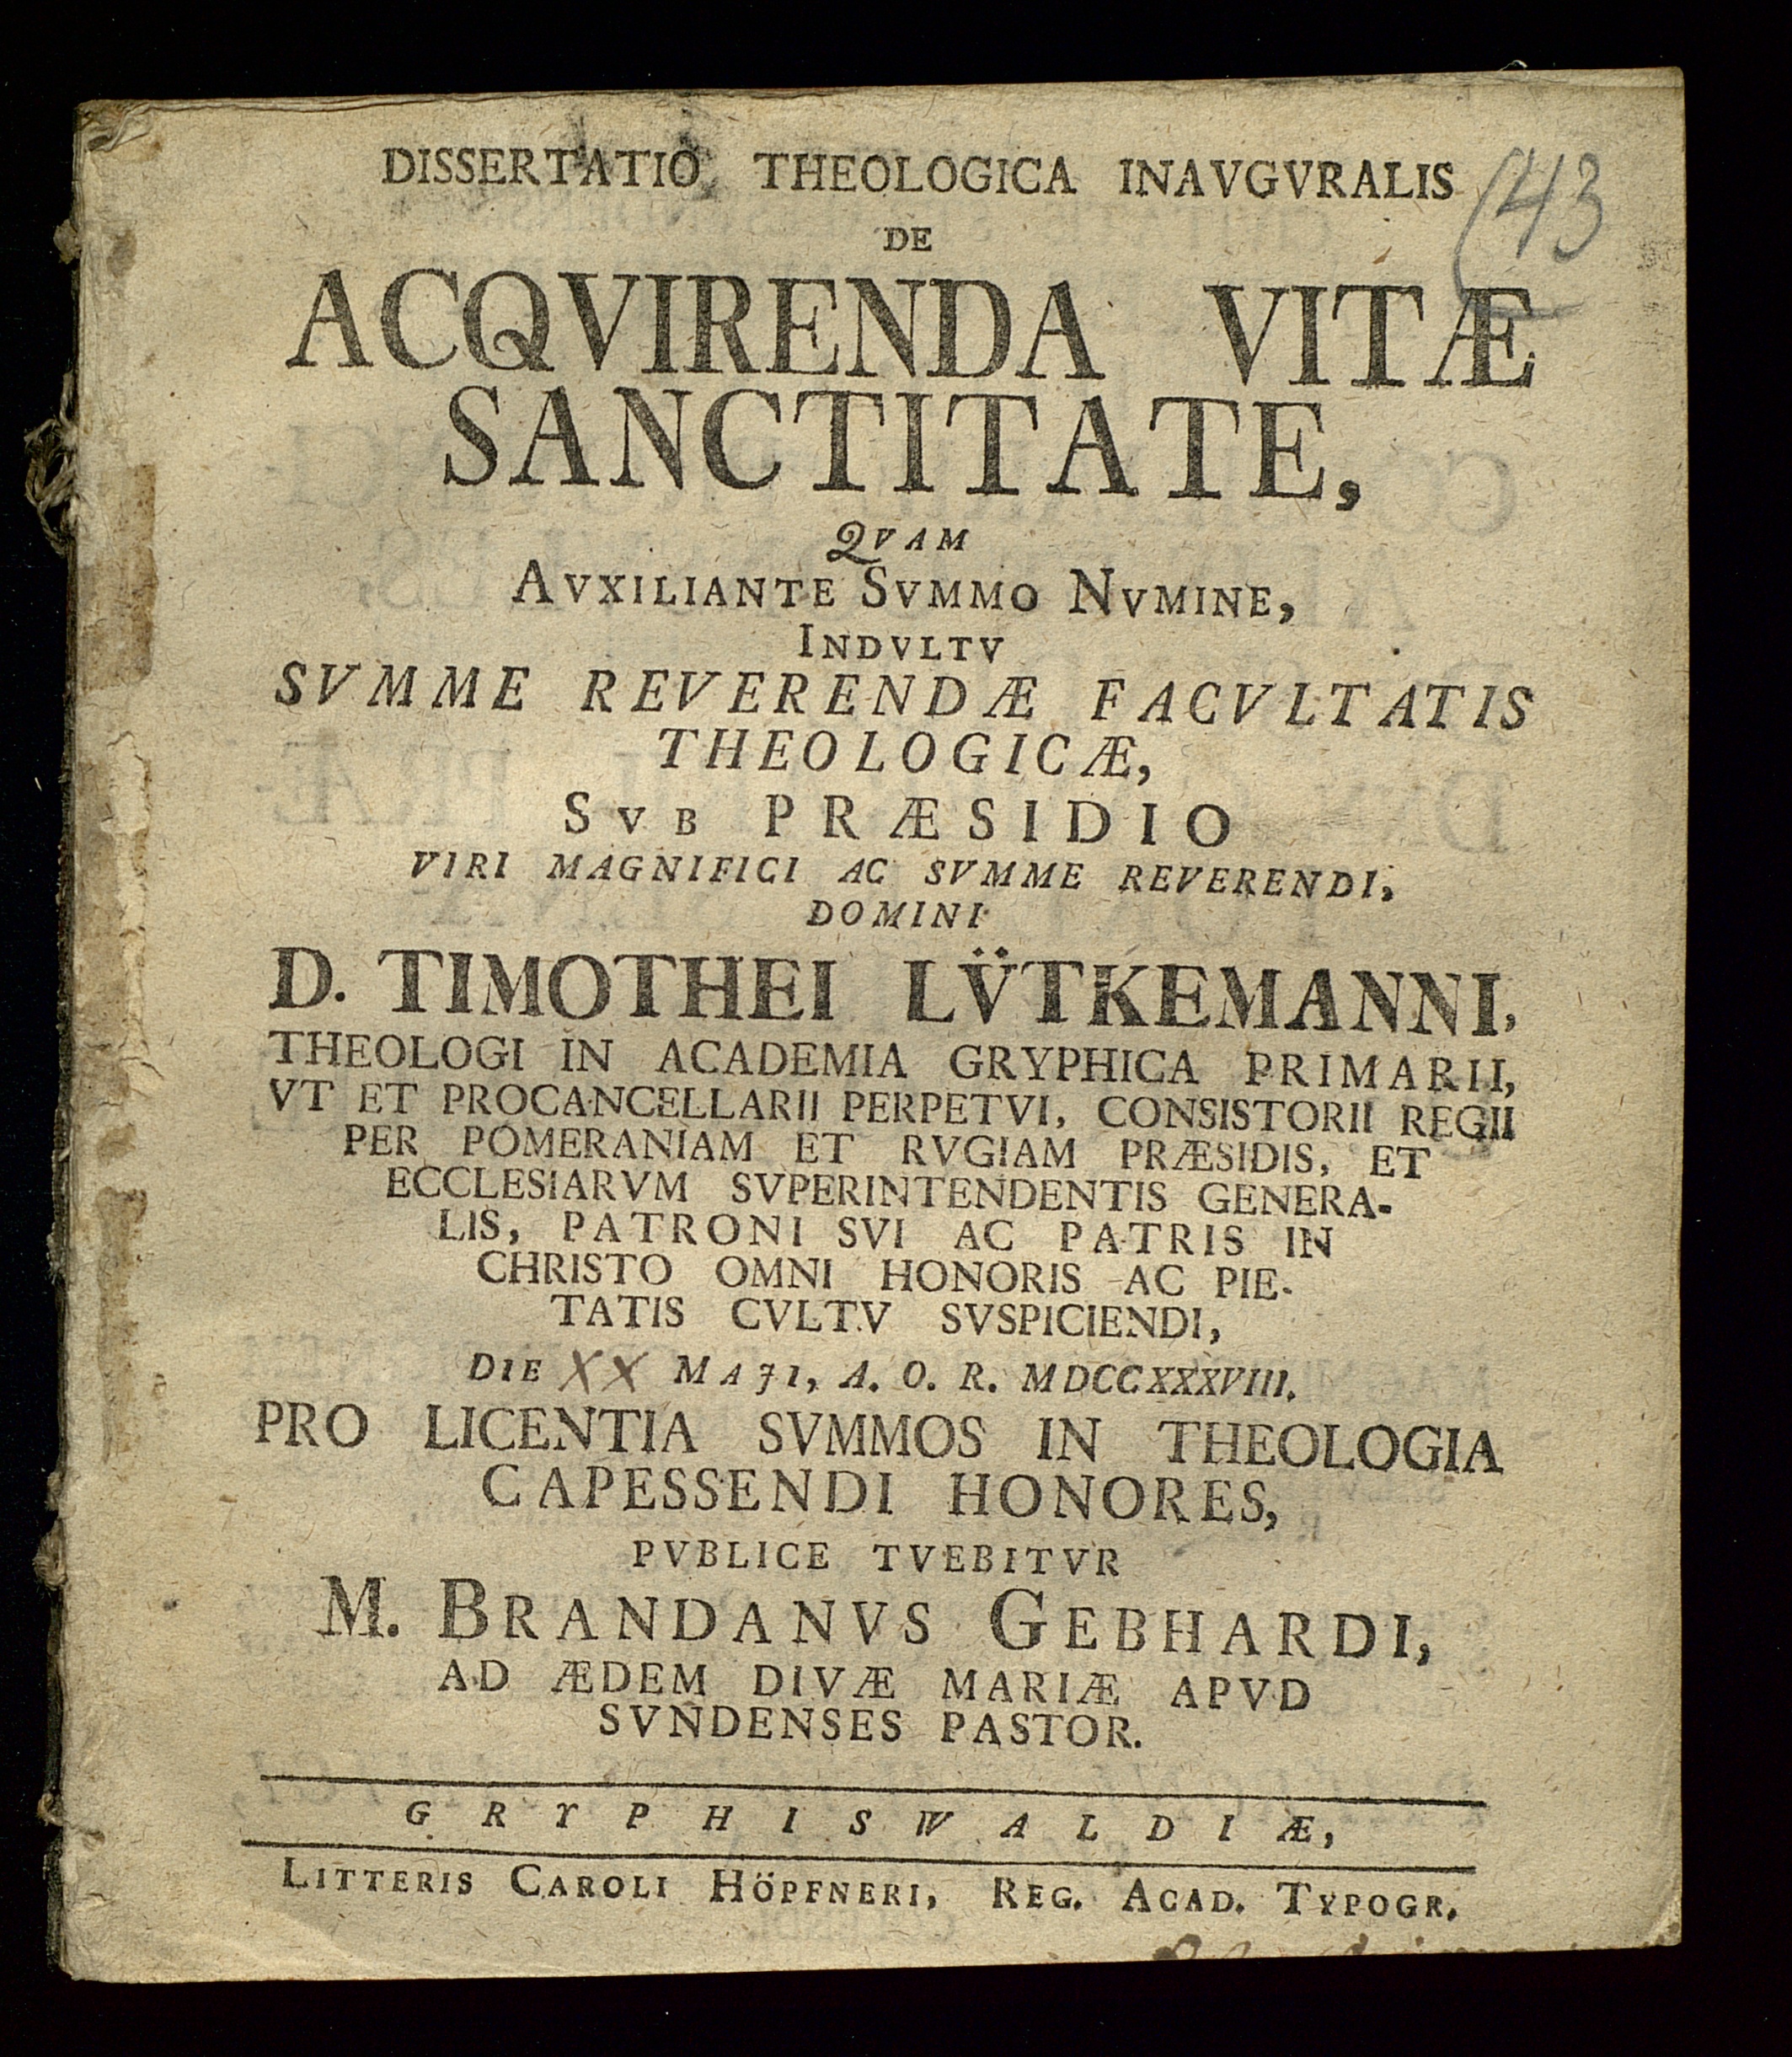 DISSERTATIO THEOLOGICA INAVGVRALIS
(43
DE
ACQVIRENDA VITÆ
SANCTITATE,
QVAM
AVXILIANTE SVMMO NVMINE,
INDVLTV
SVMME REVERENDÆ FACVLTATIS
THEOLOGICÆ,
SVB PRÆSIDIO
VIRI MAGNIFICI AC SVMME REVERENDI,
DOMINI
D. TIMOTHEI LV̈TKEMANNI,
THEOLOGI IN ACADEMIA GRYPHICA PRIMARII,
VT ET PROCANCELLARII PERPETVI, CONSISTORII REGII
PER POMERANIAM ET RVGIAM PRÆSIDIS, ET
ECCLESIARVM SVPERINTENDENTIS GENERA-
LIS, PATRONI SVI AC PATRIS IN
CHRISTO OMNI HONORIS AC PIE-
TATIS CVLTV SVSPICIENDI,
DIE XX MAJI, A. O. R. MDCCXXXVIII.
PRO LICENTIA SVMMOS IN THEOLOGIA
CAPESSENDI HONORES,
PVBLICE TVEBITVR
M. BRANDANVS GEBHARDI,
AD ÆDEM DIVÆ MARIÆ APVD
SVNDENSES PASTOR.
GRYPHISWALDIÆ,
LITTERIS CAROLI HÖPFNERI, REG. ACAD. TYPOGR.